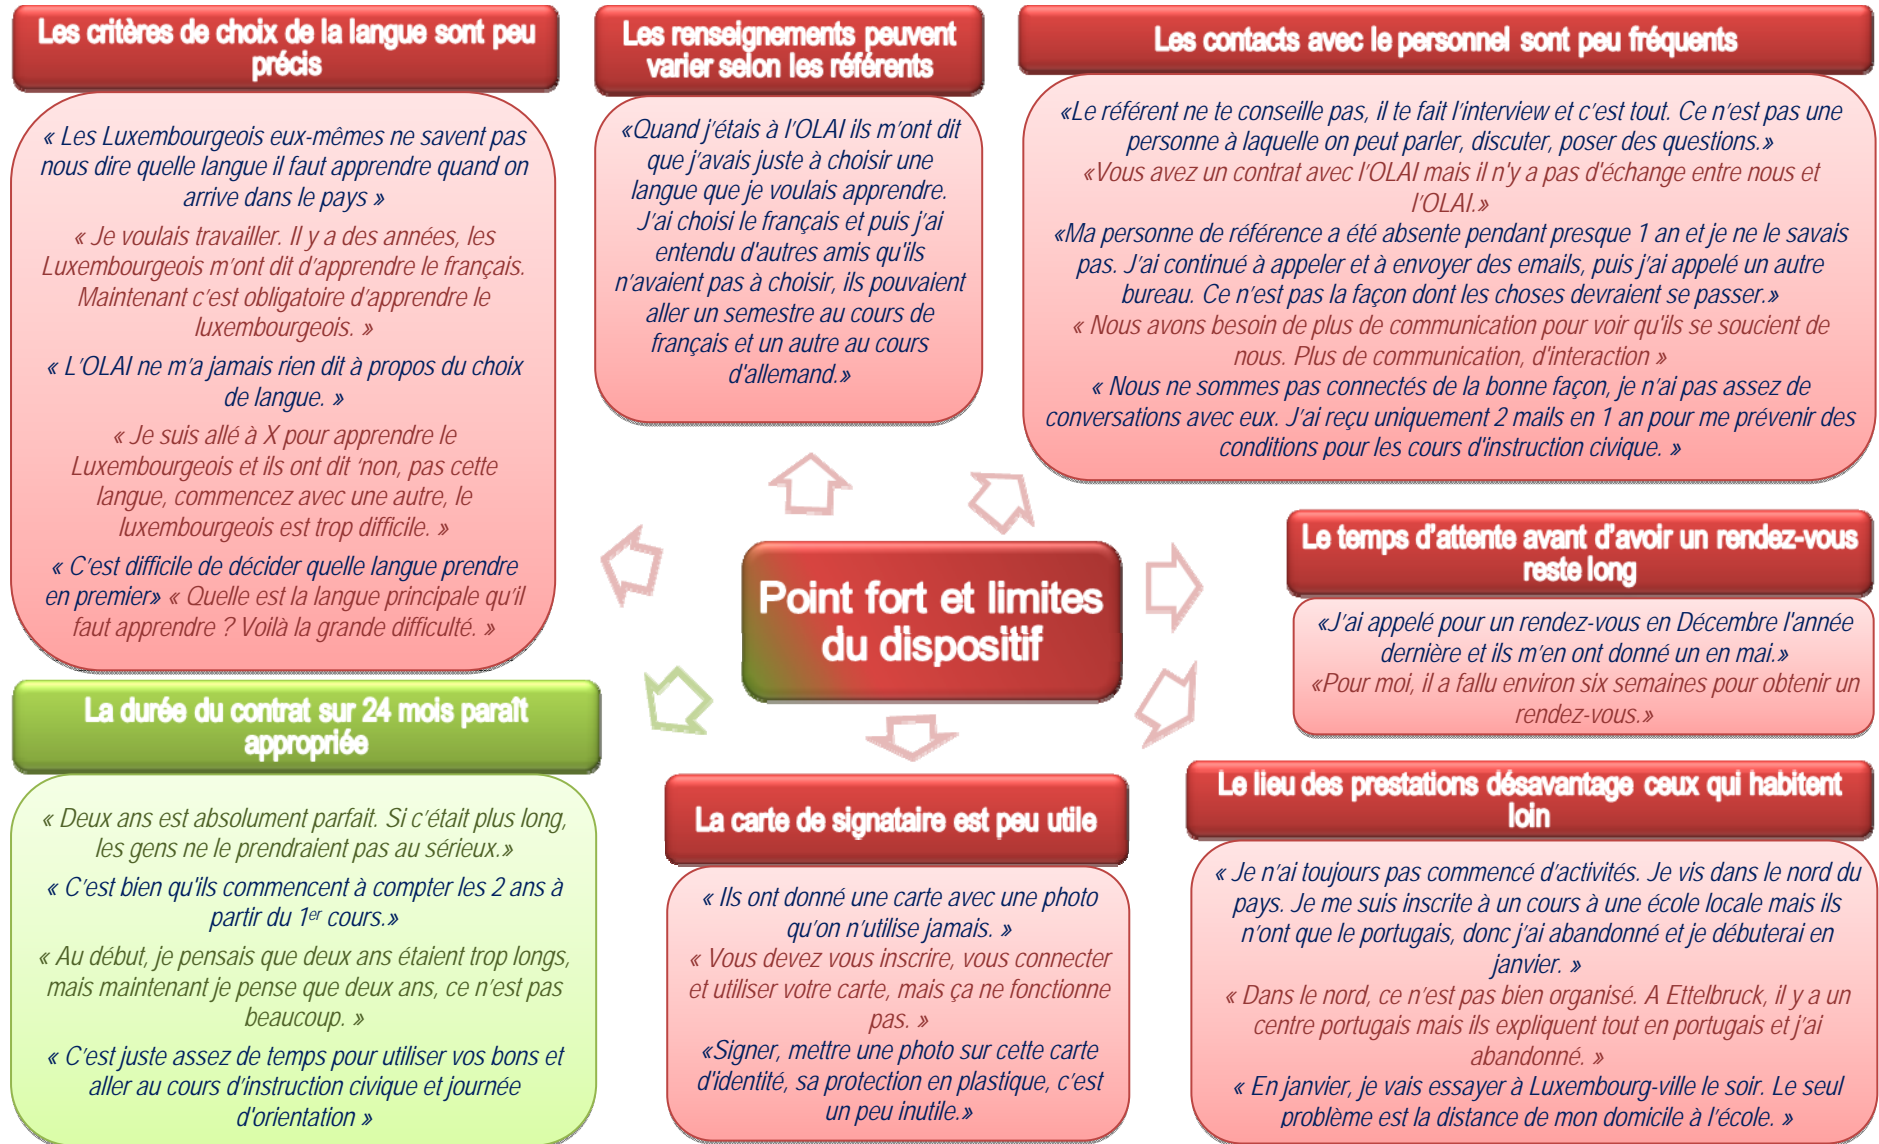 Les critères de choix de la langue sont peu
précis
« Les Luxembourgeois eux-mêmes ne savent pas
nous dire quelle langue il faut apprendre quand on
arrive dans le pays »
« Je voulais travailler. Il y a des années, les
Luxembourgeois m’ont dit d’apprendre le français.
Maintenant c’est obligatoire d’apprendre le
luxembourgeois. »
« L’OLAI ne m’a jamais rien dit à propos du choix
de langue. »
« Je suis allé à X pour apprendre le
Luxembourgeois et ils ont dit ‘non, pas cette
langue, commencez avec une autre, le
luxembourgeois est trop difficile. »
« C’est difficile de décider quelle langue prendre
en premier» « Quelle est la langue principale qu’il
faut apprendre ? Voilà la grande difficulté. »
Les renseignements peuvent
varier selon les référents
«Quand j’étais à l’OLAI ils m’ont dit
que j’avais juste à choisir une
langue que je voulais apprendre.
J’ai choisi le français et puis j’ai
entendu d'autres amis qu'ils
n’avaient pas à choisir, ils pouvaient
aller un semestre au cours de
français et un autre au cours
d'allemand.»
Les contacts avec le personnel sont peu fréquents
«Le référent ne te conseille pas, il te fait l’interview et c’est tout. Ce n’est pas une
personne à laquelle on peut parler, discuter, poser des questions.»
«Vous avez un contrat avec l’OLAI mais il n'y a pas d'échange entre nous et
l’OLAI.»
«Ma personne de référence a été absente pendant presque 1 an et je ne le savais
pas. J’ai continué à appeler et à envoyer des emails, puis j’ai appelé un autre
bureau. Ce n’est pas la façon dont les choses devraient se passer.»
« Nous avons besoin de plus de communication pour voir qu'ils se soucient de
nous. Plus de communication, d'interaction »
« Nous ne sommes pas connectés de la bonne façon, je n’ai pas assez de
conversations avec eux. J’ai reçu uniquement 2 mails en 1 an pour me prévenir des
conditions pour les cours d'instruction civique. »
Point fort et limites
du dispositif
Le temps d’attente avant d’avoir un rendez-vous
reste long
«J’ai appelé pour un rendez-vous en Décembre l'année
dernière et ils m’en ont donné un en mai.»
«Pour moi, il a fallu environ six semaines pour obtenir un
rendez-vous.»
La durée du contrat sur 24 mois paraît
appropriée
« Deux ans est absolument parfait. Si c’était plus long,
les gens ne le prendraient pas au sérieux.»
« C’est bien qu'ils commencent à compter les 2 ans à
partir du 1er cours.»
« Au début, je pensais que deux ans étaient trop longs,
mais maintenant je pense que deux ans, ce n’est pas
beaucoup. »
« C’est juste assez de temps pour utiliser vos bons et
aller au cours d’instruction civique et journée
d'orientation »
La carte de signataire est peu utile
« Ils ont donné une carte avec une photo
qu’on n’utilise jamais. »
« Vous devez vous inscrire, vous connecter
et utiliser votre carte, mais ça ne fonctionne
pas. »
«Signer, mettre une photo sur cette carte
d'identité, sa protection en plastique, c’est
un peu inutile.»
Le lieu des prestations désavantage ceux qui habitent
loin
« Je n’ai toujours pas commencé d’activités. Je vis dans le nord du
pays. Je me suis inscrite à un cours à une école locale mais ils
n’ont que le portugais, donc j’ai abandonné et je débuterai en
janvier. »
« Dans le nord, ce n’est pas bien organisé. A Ettelbruck, il y a un
centre portugais mais ils expliquent tout en portugais et j’ai
abandonné. »
« En janvier, je vais essayer à Luxembourg-ville le soir. Le seul
problème est la distance de mon domicile à l’école. »